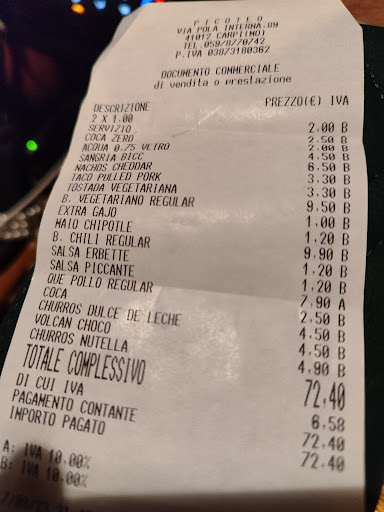 PICOTEO
VIA POLA INTERNA,89
41012 CARPI(MO)
TEL.059/8/70742
P.IVA 03873180362
DOCUMENTO COMMERCIALE
di vendita o prestazione
DESCRIZIONE PREZZO(€) IVA
2 X 1.00
SERVIZIO 2.00 B
COCA ZERO 2.50 B
ACQUA 0.75 VETRO 2.00 B
SANGRIA BICC 4.50 B
NACHOS CHEDDAR 6.50 B
TACO PULLED PORK 3.30 B
TOSTADA VEGETARIANA 3.30 B
B. VEGETARIANO REGULAR 9.50 B
EXTRA GAJO 1.00 B
MAIO CHIPOTLE 1.20 B
B. CHILI REGULAR 9.90 B
SALSA ERBETTE 1.20 B
SALSA PICCANTE 1.20 B
QUE POLLO REGULAR 7.90 A
COCA 2.50 B
CHURROS DULCE DE LECHE 4.50 B
VOLCAN CHOCO 4.50 B
CHURROS NUTELLA 4.90 B
TOTALE COMPLESSIVO 72,40
DI CUI IVA 6.58
PAGAMENTO CONTANTE 72.40
IMPORTO PAGATO 72.40
A: IVA 10.00%
B: IVA 10.00%